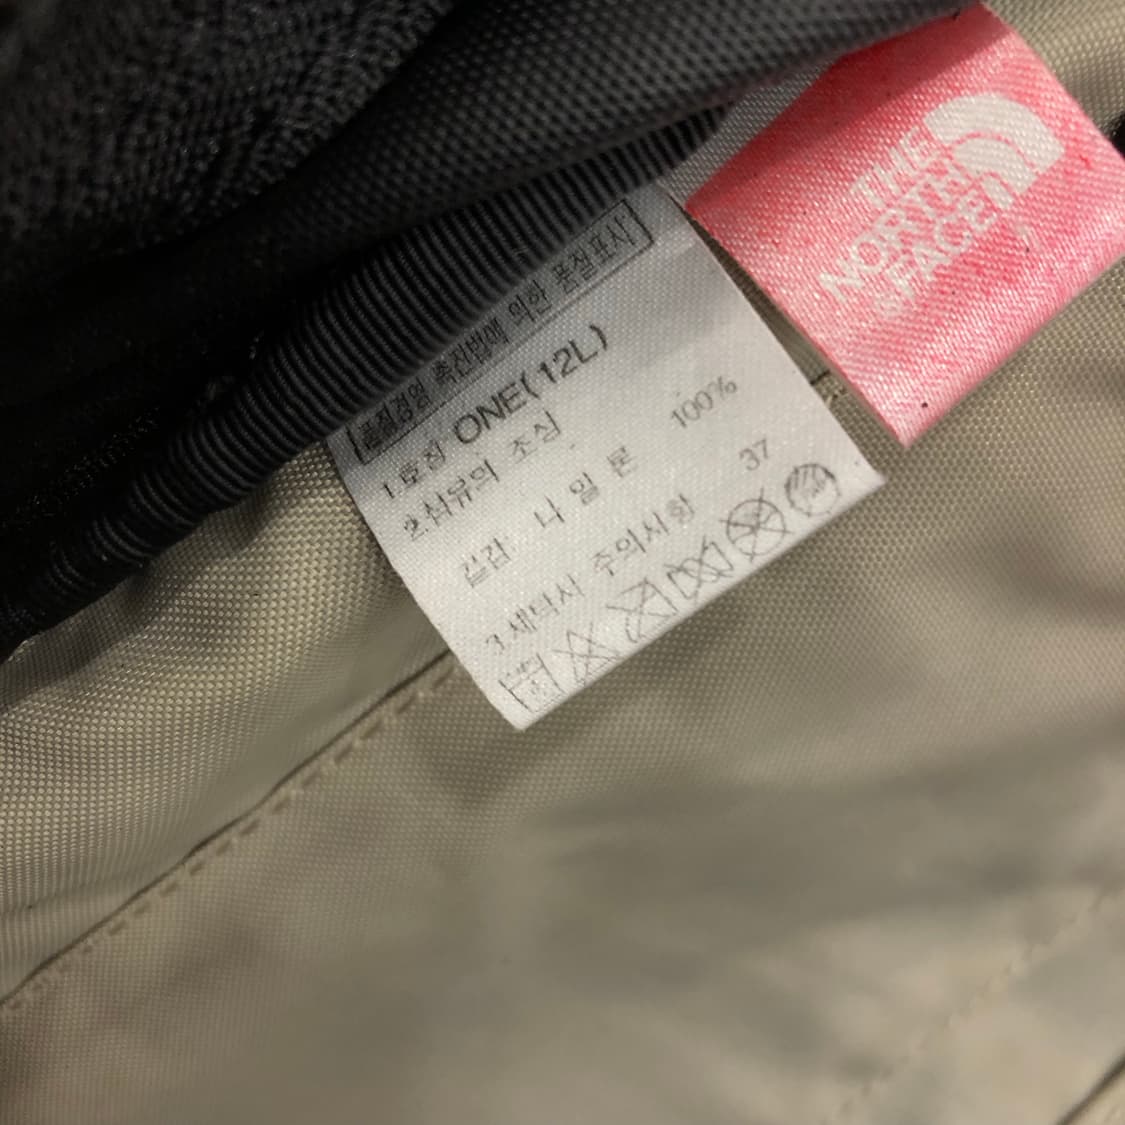 품질경영 촉진법에 의한 품질표시
1.호칭 ONE(12L)
2.섬유의 조성
겉감 나일론 100%
3.세탁시 주의사항 37
THE
NORTH
FACE